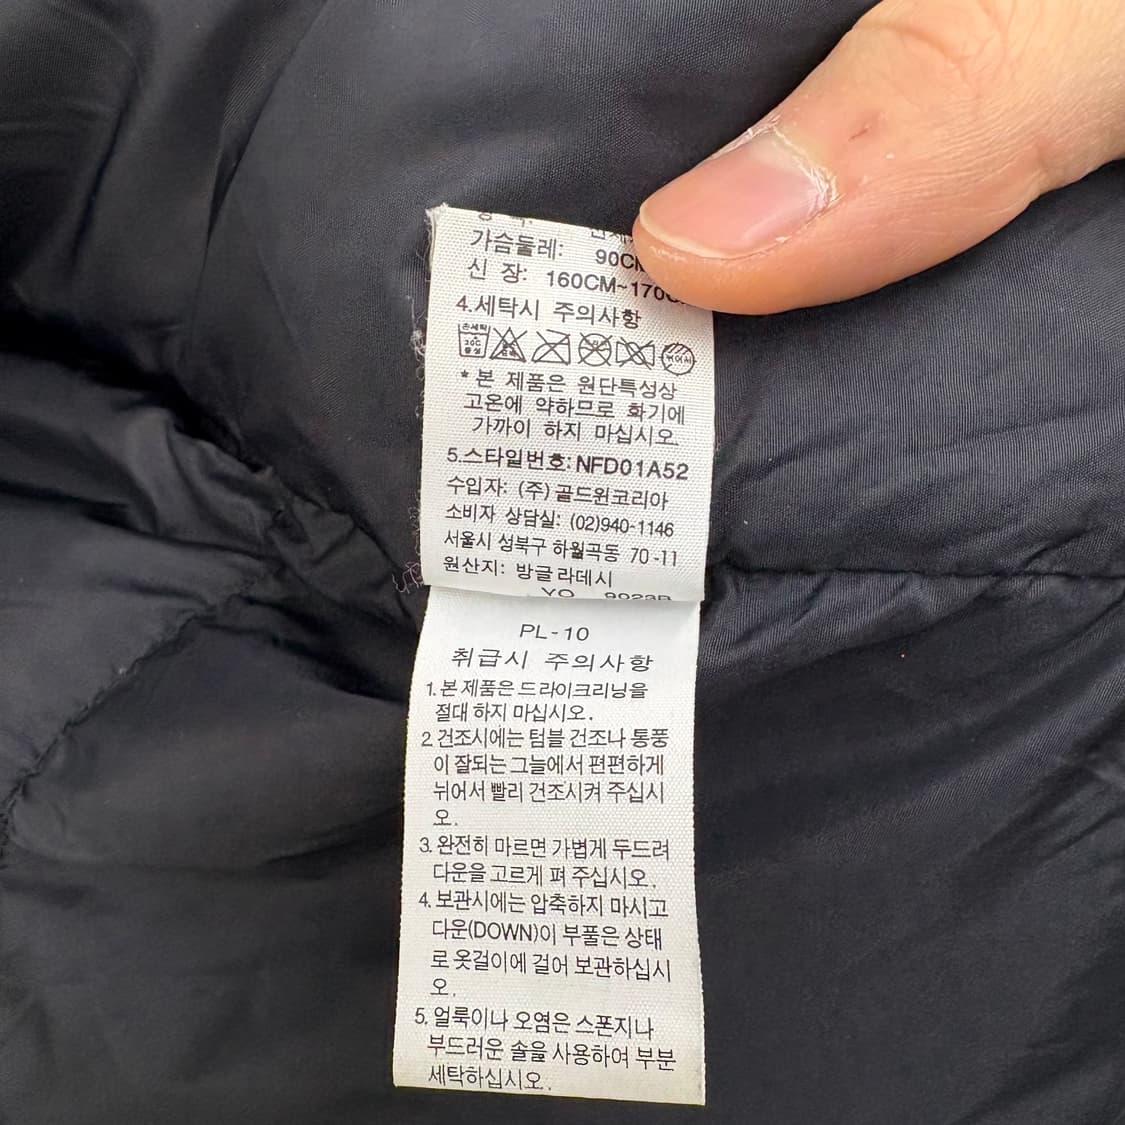 가슴둘레: 90CM
신 장: 160CM~170C
4.세탁시 주의사항
손세탁 30C 중성
뉘어서
* 본 제품은 원단특성상
고온에 약하므로 화기에
가까이 하지 마십시오.
5.스타일번호: NFD01A52
수입자: (주) 골드윈코리아
소비자 상담실: (02)940-1146
서울시 성북구 하월곡동 70-11
원산지: 방글라데시
YO 9023B
PL-10
취급시 주의사항
1. 본 제품은 드라이크리닝을
절대 하지 마십시오.
2. 건조시에는 텀블 건조나 통풍
이 잘되는 그늘에서 편편하게
뉘어서 빨리 건조시켜 주십시
오.
3. 완전히 마르면 가볍게 두드려
다운을 고르게 펴 주십시오.
4. 보관시에는 압축하지 마시고
다운(DOWN)이 부풀은 상태
로 옷걸이에 걸어 보관하십시
오.
5. 얼룩이나 오염은 스폰지나
부드러운 솔을 사용하여 부분
세탁하십시오.